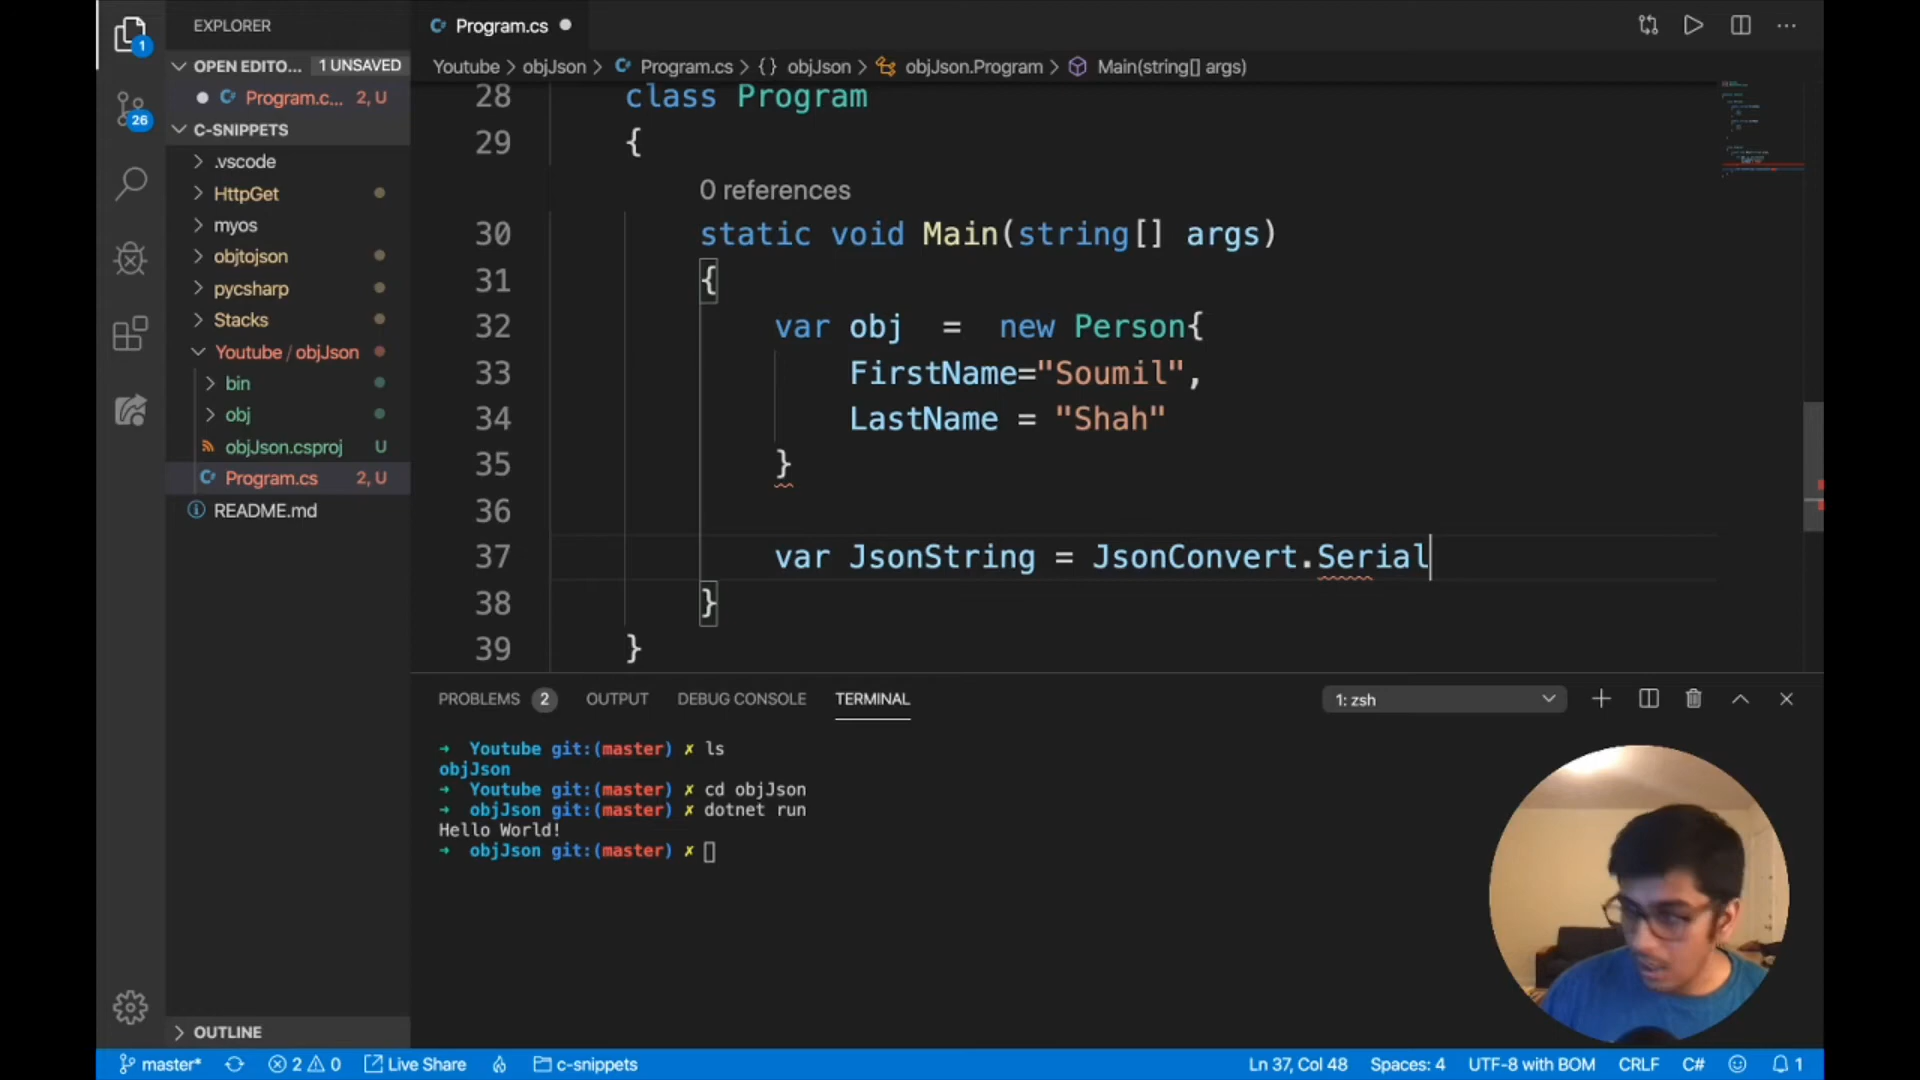 EXPLORER
OPEN EDITO... 1 UNSAVED
Program.c... 2, U
C-SNIPPETS
.vscode
HttpGet
myos
objtojson
pycsharp
Stacks
Youtube / objJson
bin
obj
objJson.csproj U
Program.cs 2, U
README.md
OUTLINE
1
26
Program.cs
Youtube > objJson > Program.cs > {} objJson > objJson.Program > Main(string[] args)
28 class Program
29 {
0 references
30 static void Main(string[] args)
31 {
32 var obj = new Person{
33 FirstName="Soumil",
34 LastName = "Shah"
35 }
36
37 var JsonString = JsonConvert.Serial
38 }
39 }
PROBLEMS 2 OUTPUT DEBUG CONSOLE TERMINAL 1: zsh
→ Youtube git:(master) ✗ ls
objJson
→ Youtube git:(master) ✗ cd objJson
→ objJson git:(master) ✗ dotnet run
Hello World!
→ objJson git:(master) ✗
master* 2 0 Live Share c-snippets Ln 37, Col 48 Spaces: 4 UTF-8 with BOM CRLF C# 1